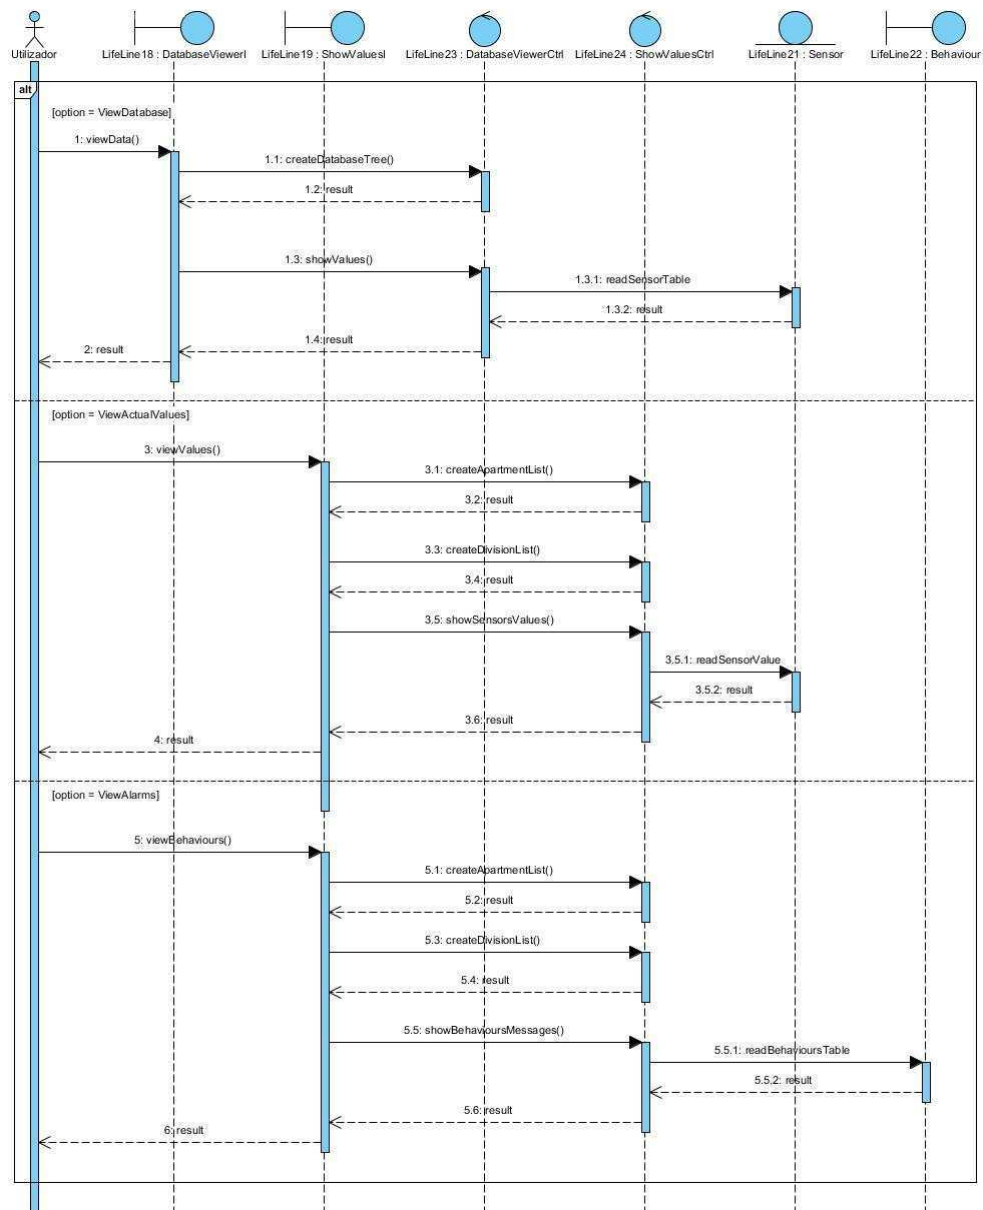 Utilizador
LifeLine18 : DatabaseViewerI
LifeLine19 : ShowValuesI
LifeLine23 : DatabaseViewerCtrl
LifeLine24 : ShowValuesCtrl
LifeLine21 : Sensor
LifeLine22 : Behaviour
alt
[option = ViewDatabase]
1: viewData()
1.1: createDatabaseTree()
1.2: result
1.3: showValues()
1.3.1: readSensorTable
1.3.2: result
1.4: result
2: result
[option = ViewActualValues]
3: viewValues()
3.1: createApartmentList()
3.2: result
3.3: createDivisionList()
3.4: result
3.5: showSensorsValues()
3.5.1: readSensorValue
3.5.2: result
3.6: result
4: result
[option = ViewAlarms]
5: viewBehaviours()
5.1: createApartmentList()
5.2: result
5.3: createDivisionList()
5.4: result
5.5: showBehavioursMessages()
5.5.1: readBehavioursTable
5.5.2: result
5.6: result
6: result